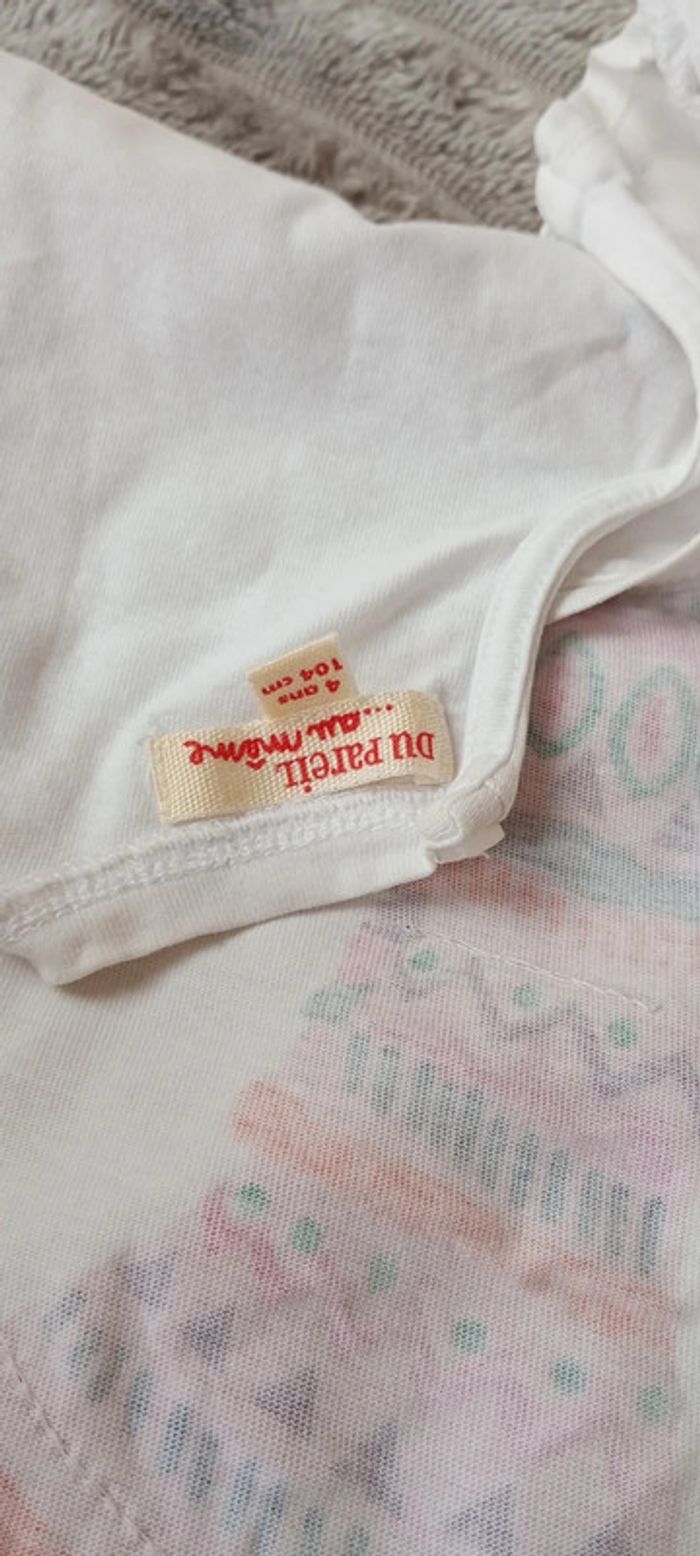 DU PAREIL
...au même
4 ans
104 cm